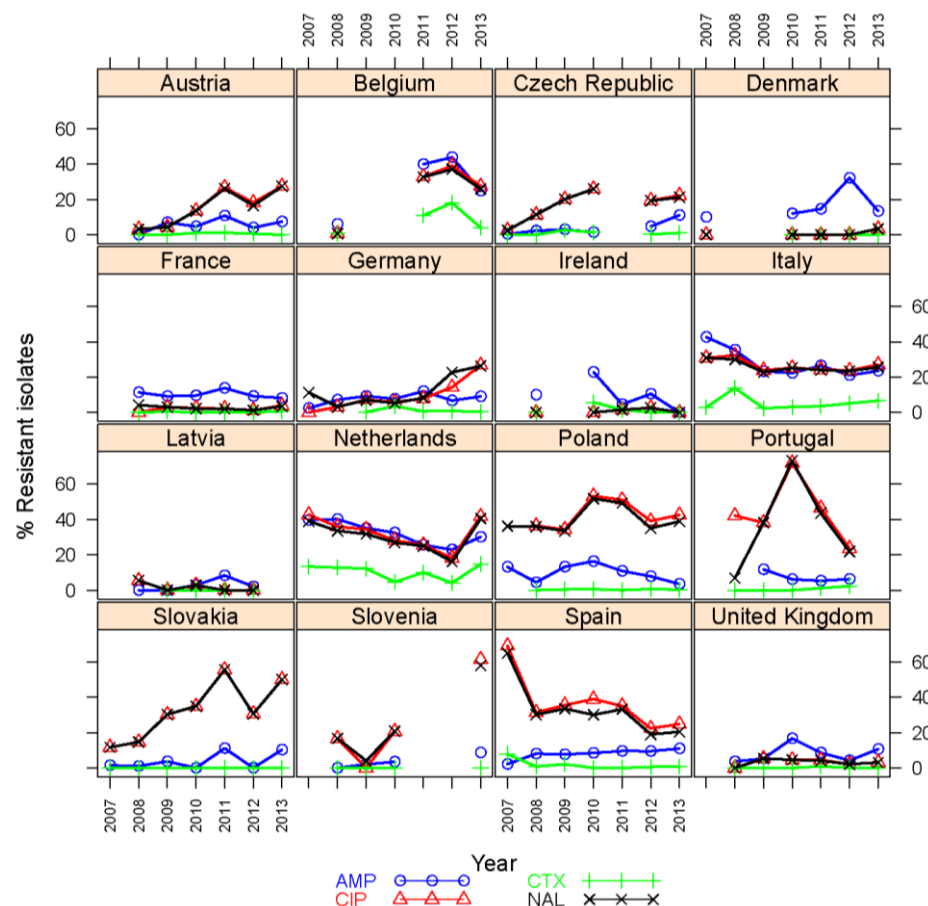 2007 2008 2009 2010 2011 2012 2013 2007 2008 2009 2010 2011 2012 2013
Austria Belgium Czech Republic Denmark
60
40
20
0
France Germany Ireland Italy
60
40
20
0
Latvia Netherlands Poland Portugal
60
40
20
0
Slovakia Slovenia Spain United Kingdom
60
40
20
0
2007 2008 2009 2010 2011 2012 2013 2007 2008 2009 2010 2011 2012 2013
% Resistant isolates
Year
AMP CTX
CIP NAL